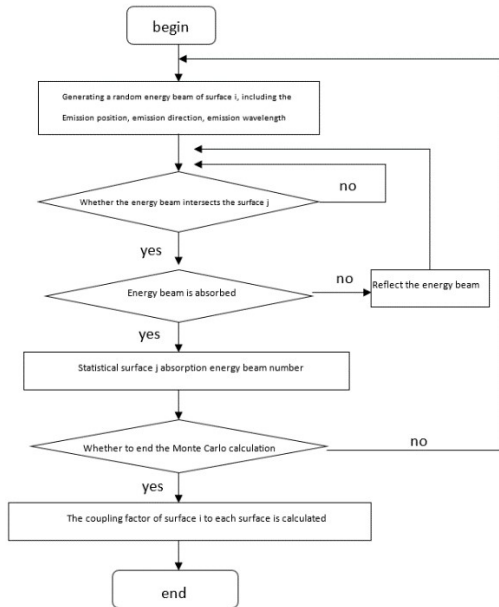 begin
Generating a random energy beam of surface i, including the
Emission position, emission direction, emission wavelength
no
Whether the energy beam intersects the surface j
yes
no
Reflect the energy beam
Energy beam is absorbed
yes
Statistical surface j absorption energy beam number
no
Whether to end the Monte Carlo calculation
yes
The coupling factor of surface i to each surface is calculated
end